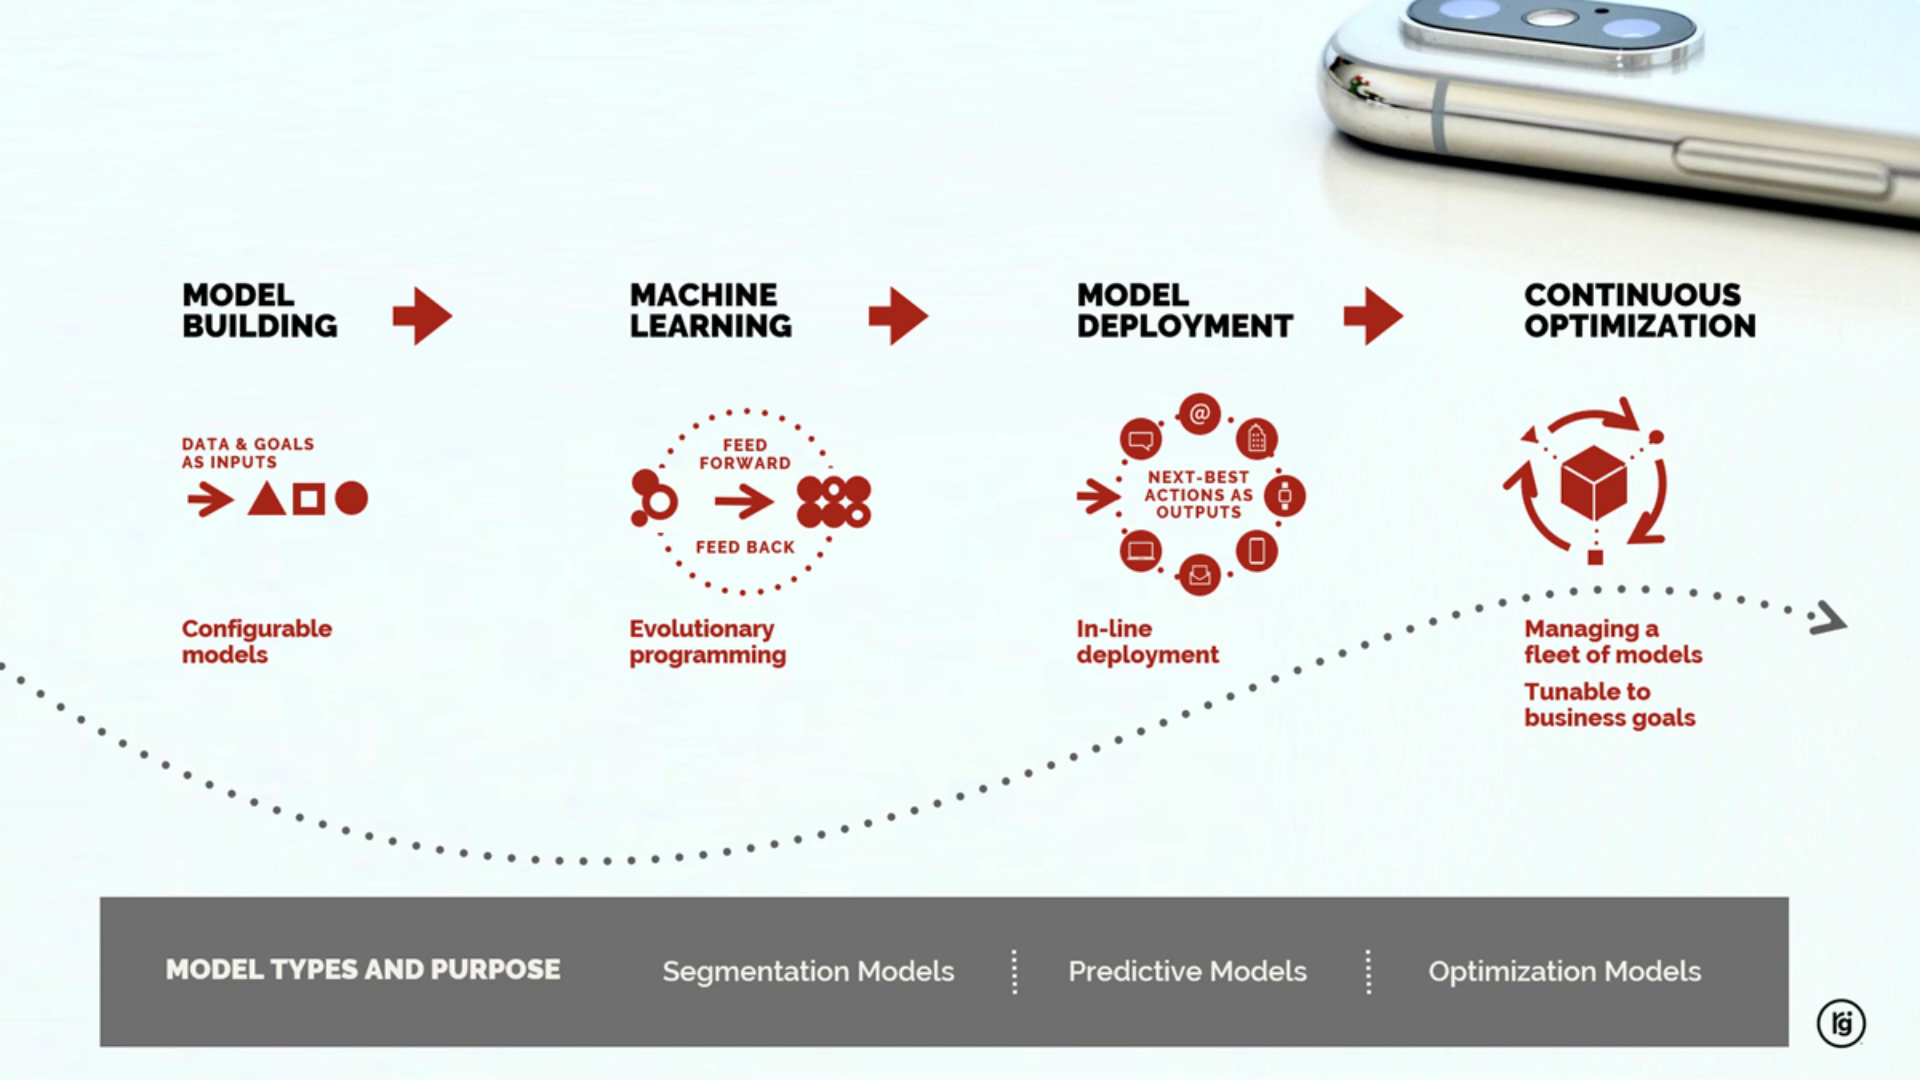 MODEL
BUILDING
MACHINE
LEARNING
MODEL
DEPLOYMENT
CONTINUOUS
OPTIMIZATION
DATA & GOALS
AS INPUTS
FEED
FORWARD
FEED BACK
@
NEXT-BEST
ACTIONS AS
OUTPUTS
Configurable
models
Evolutionary
programming
In-line
deployment
Managing a
fleet of models
Tunable to
business goals
MODEL TYPES AND PURPOSE
Segmentation Models
Predictive Models
Optimization Models
rg